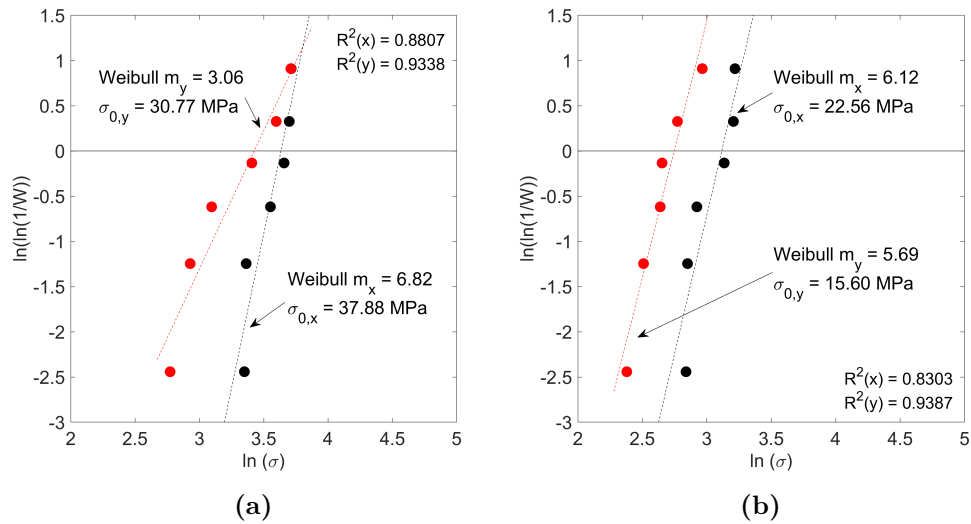 1.5
1
0.5
0
-0.5
-1
-1.5
-2
-2.5
-3
ln(ln(1/W))
R²(x) = 0.8807
R²(y) = 0.9338
Weibull m_y = 3.06
σ_0,y = 30.77 MPa
Weibull m_x = 6.82
σ_0,x = 37.88 MPa
2 2.5 3 3.5 4 4.5 5
ln (σ)
(a)
1.5
1
0.5
0
-0.5
-1
-1.5
-2
-2.5
-3
ln(ln(1/W))
Weibull m_x = 6.12
σ_0,x = 22.56 MPa
Weibull m_y = 5.69
σ_0,y = 15.60 MPa
R²(x) = 0.8303
R²(y) = 0.9387
2 2.5 3 3.5 4 4.5 5
ln (σ)
(b)